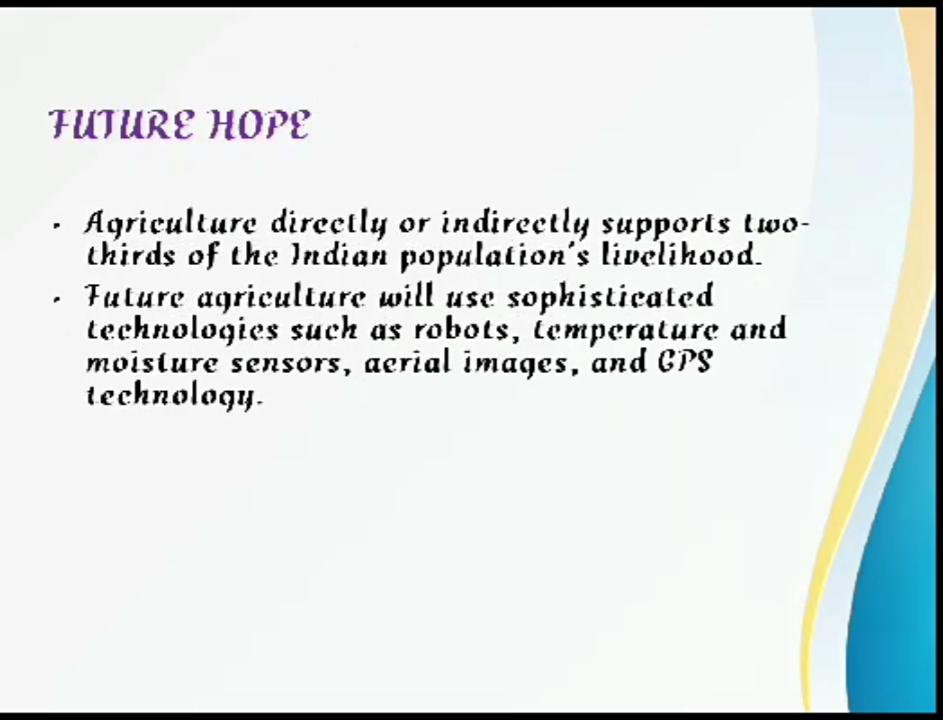 FUTURE HOPE
• Agriculture directly or indirectly supports two-
thirds of the Indian population's livelihood.
• Future agriculture will use sophisticated
technologies such as robots, temperature and
moisture sensors, aerial images, and GPS
technology.